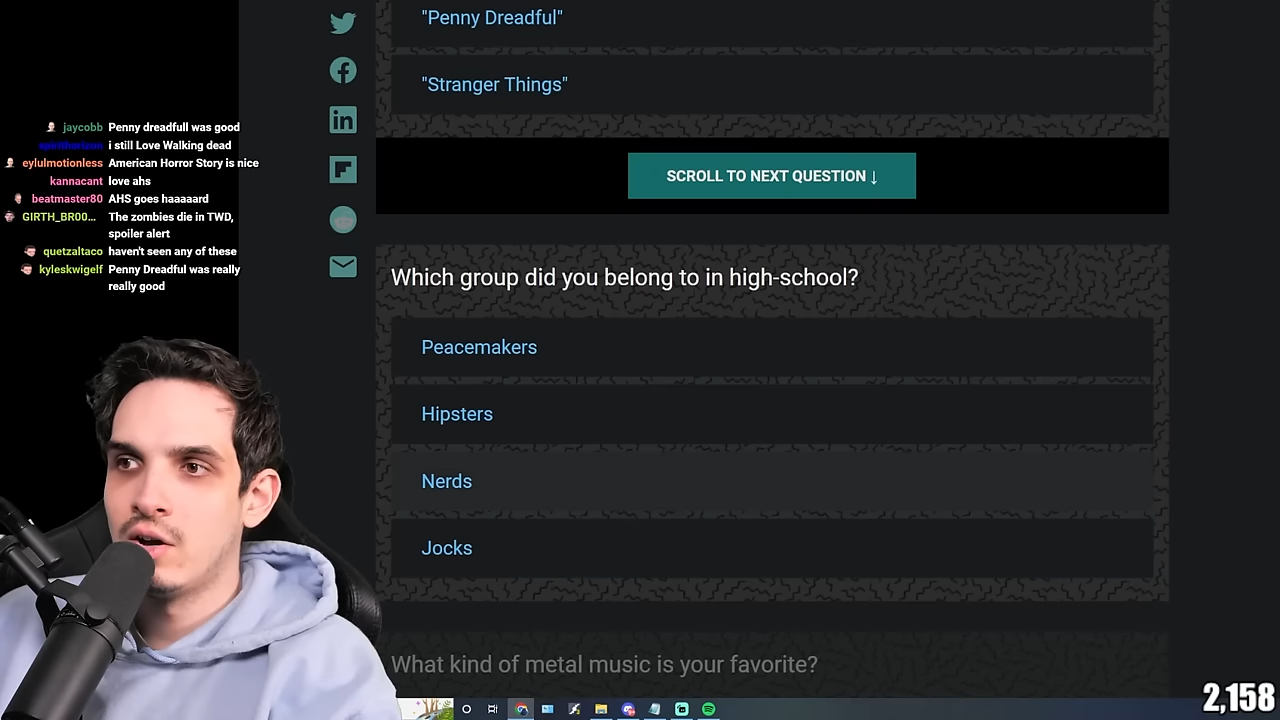 "Penny Dreadful"
"Stranger Things"
SCROLL TO NEXT QUESTION ↓
Which group did you belong to in high-school?
Peacemakers
Hipsters
Nerds
Jocks
What kind of metal music is your favorite?
jaycobb Penny dreadfull was good
spirithorizon i still Love Walking dead
eylulmotionless American Horror Story is nice
kannacant love ahs
beatmaster80 AHS goes haaaard
GIRTH_BR00... The zombies die in TWD,
spoiler alert
quetzaltaco haven't seen any of these
kyleskwigelf Penny Dreadful was really
really good
2,158